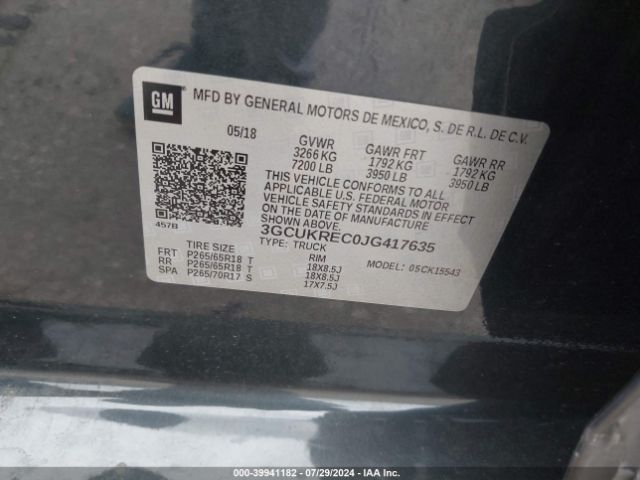 GM
MFD BY GENERAL MOTORS DE MEXICO, S. DE R.L. DE C.V.
05/18 GVWR GAWR FRT GAWR RR
3266 KG 1792 KG 1792 KG
7200 LB 3950 LB 3950 LB
THIS VEHICLE CONFORMS TO ALL
APPLICABLE U.S. FEDERAL MOTOR
VEHICLE SAFETY STANDARDS IN EFFECT
ON THE DATE OF MANUFACTURE
SHOWN ABOVE.
457B
3GCUKREC0JG417635
TYPE: TRUCK
MODEL: 05CK15543
TIRE SIZE RIM
FRT P265/65R18 T 18X8.5J
RR P265/65R18 T 18X8.5J
SPA P265/70R17 S 17X7.5J
000-39941182 / 07/29/2024 - IAA Inc.